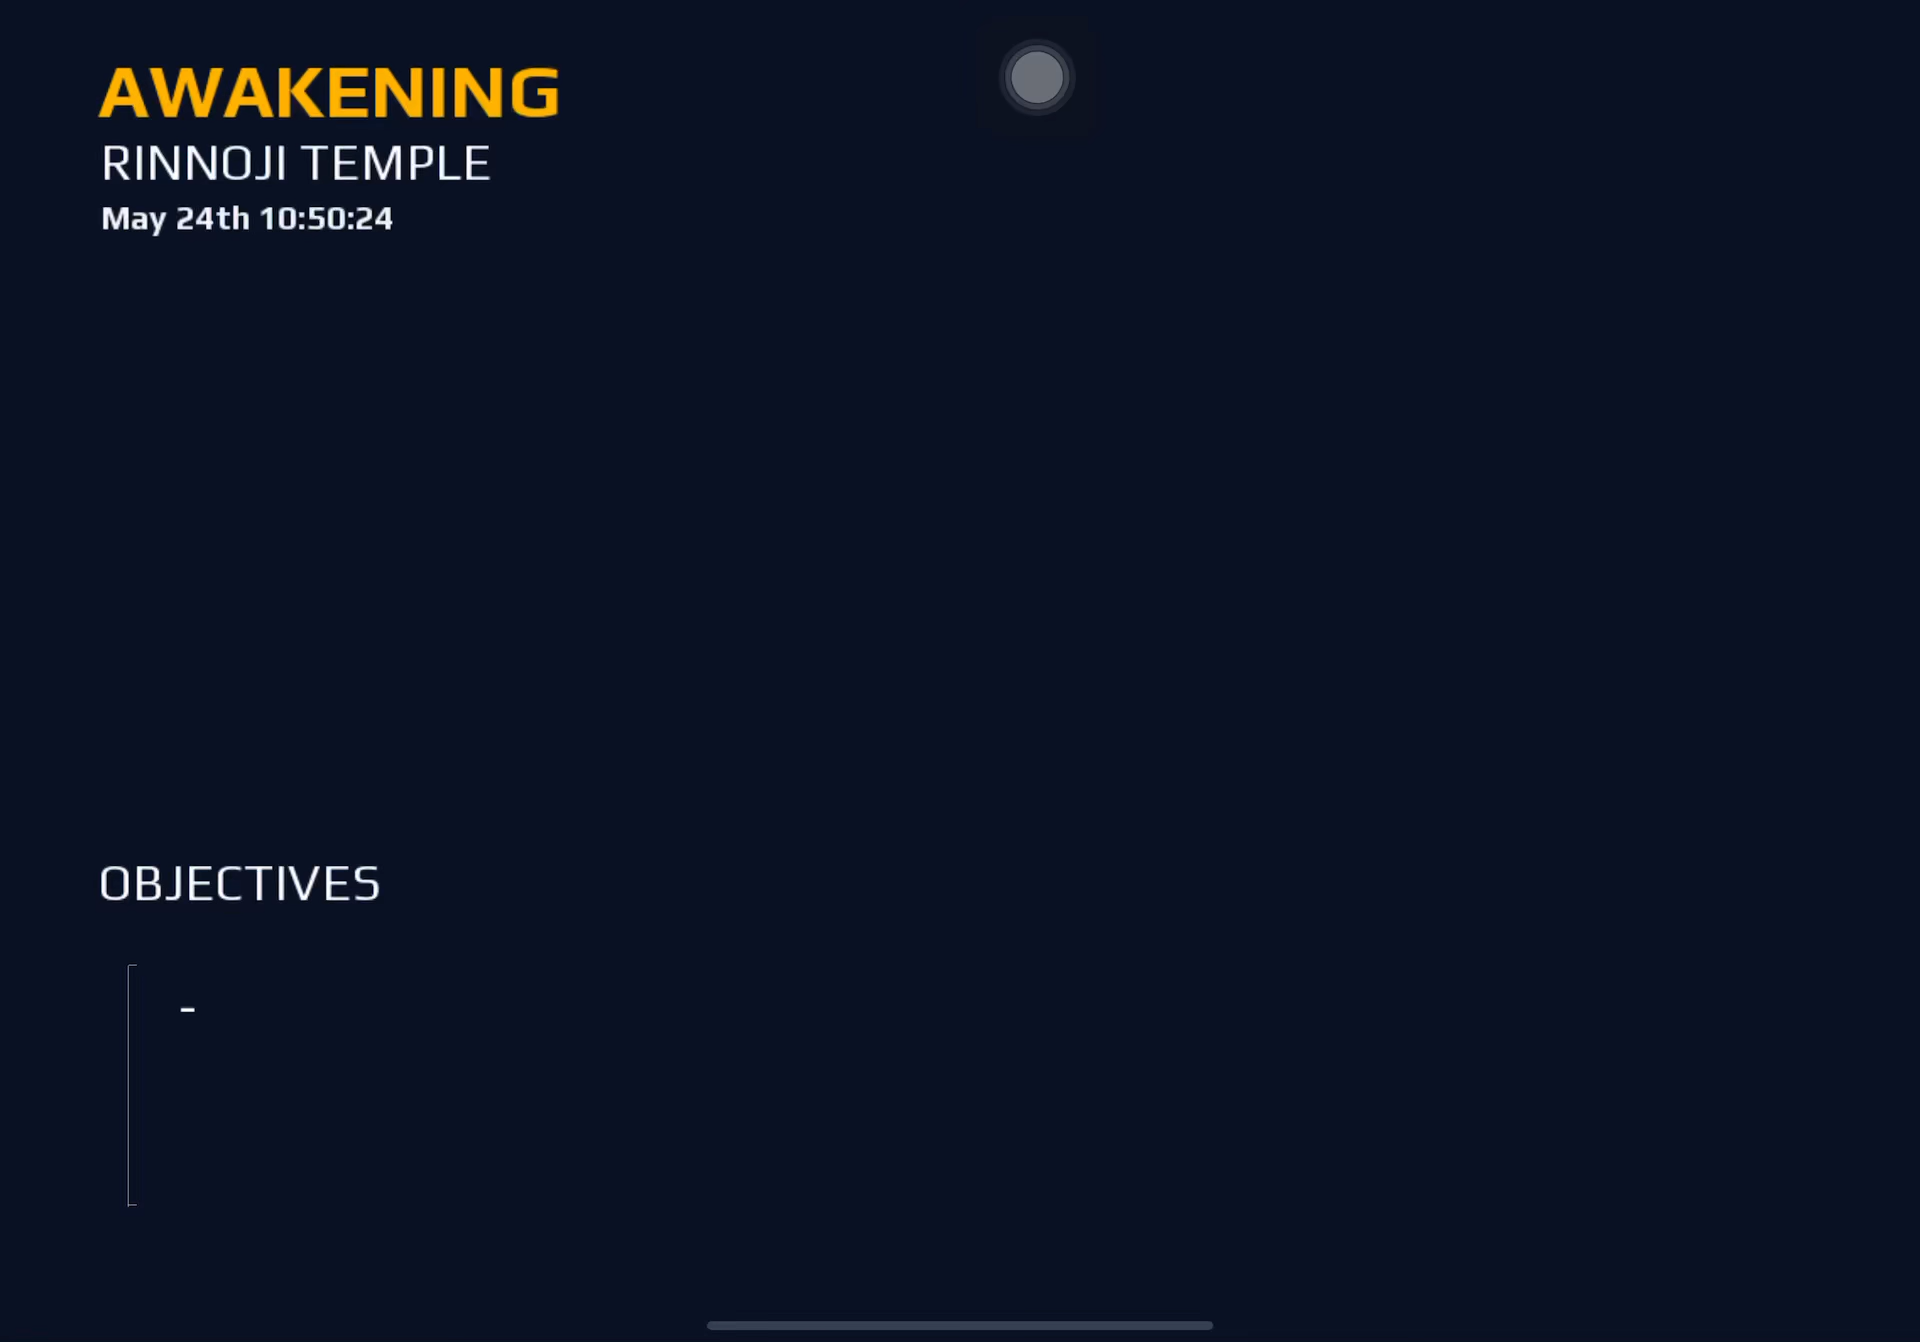 AWAKENING
RINNOJI TEMPLE
May 24th 10:50:24
OBJECTIVES
-